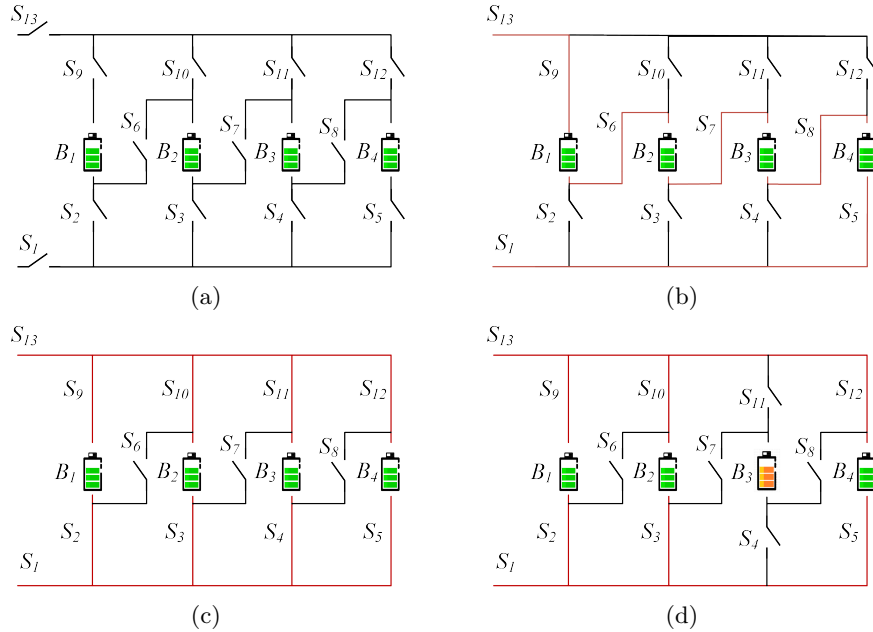 S13
S9 S10 S11 S12
S6 S7 S8
B1 B2 B3 B4
S2 S3 S4 S5
S1
(a)
S13
S9 S10 S11 S12
S6 S7 S8
B1 B2 B3 B4
S2 S3 S4 S5
S1
(b)
S13
S9 S10 S11 S12
S6 S7 S8
B1 B2 B3 B4
S2 S3 S4 S5
S1
(c)
S13
S9 S10 S11 S12
S6 S7 S8
B1 B2 B3 B4
S2 S3 S4 S5
S1
(d)